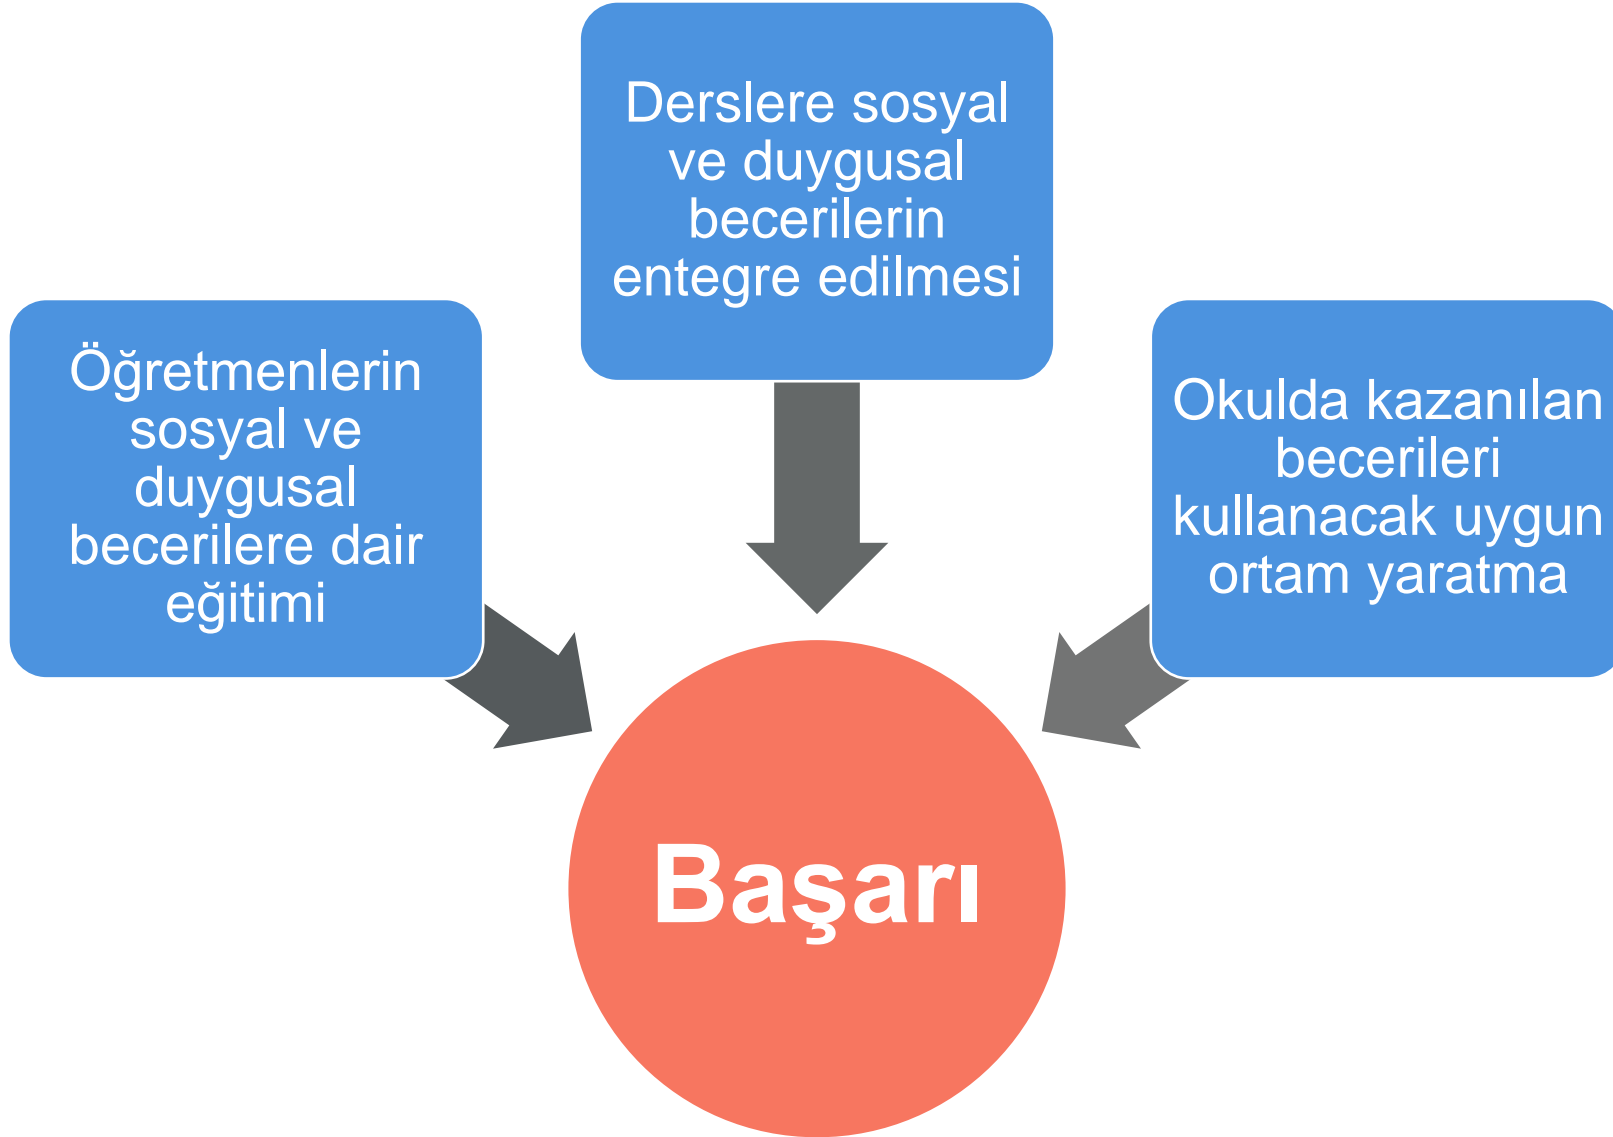 Öğretmenlerin
sosyal ve
duygusal
becerilere dair
eğitimi
Derslere sosyal
ve duygusal
becerilerin
entegre edilmesi
Okulda kazanılan
becerileri
kullanacak uygun
ortam yaratma
Başarı